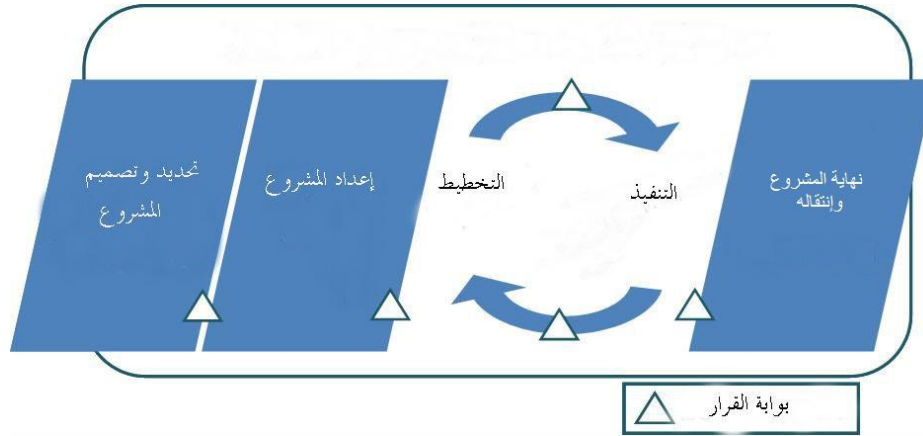 تحديد وتصميم
المشروع
إعداد المشروع
التخطيط
التنفيذ
نهاية المشروع
وإنتقاله
بوابة القرار